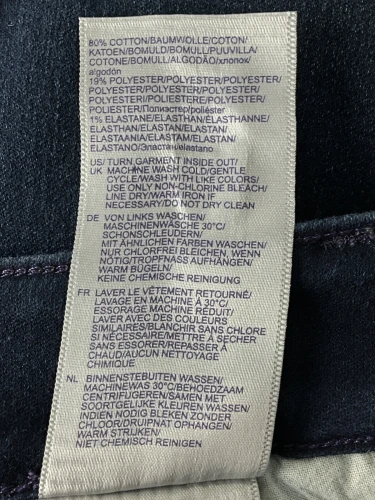 80% COTTON/BAUMWOLLE/COTON/
KATOEN/BOMULD/BOMULL/PUUVILLA/
COTONE/BOMULL/ALGODÃO/хлопок/
algodón
19% POLYESTER/POLYESTER/POLYESTER/
POLYESTER/POLYESTER/POLYESTER/
POLYESTERI/POLIESTERE/POLYESTER/
POLIESTER/Полиэстер/poliéster/
1% ELASTANE/ELASTHAN/ÉLASTHANNE/
ELASTHAN/ELASTAN/ELASTAN/
ELASTAANIA/ELASTAM/ELASTAN/
ELASTANO/Эластан/elastano
US/ TURN GARMENT INSIDE OUT/
UK MACHINE WASH COLD/GENTLE
CYCLE/WASH WITH LIKE COLORS/
USE ONLY NON-CHLORINE BLEACH/
LINE DRY/WARM IRON IF
NECESSARY/DO NOT DRY CLEAN
DE VON LINKS WASCHEN/
MASCHINENWÄSCHE 30°C/
SCHONSCHLEUDERN/
MIT ÄHNLICHEN FARBEN WASCHEN/
NUR CHLORFREI BLEICHEN, WENN
NÖTIG/TROPFNASS AUFHÄNGEN/
WARM BÜGELN/
KEINE CHEMISCHE REINIGUNG
FR LAVER LE VÊTEMENT RETOURNÉ/
LAVAGE EN MACHINE À 30°C/
ESSORAGE MACHINE RÉDUIT/
LAVER AVEC DES COULEURS
SIMILAIRES/BLANCHIR SANS CHLORE
SI NÉCESSAIRE/METTRE À SÉCHER
SANS ESSORER/REPASSER À
CHAUD/AUCUN NETTOYAGE
CHIMIQUE
NL BINNENSTEBUITEN WASSEN/
MACHINEWAS 30°C/BEHOEDZAAM
CENTRIFUGEREN/SAMEN MET
SOORTGELIJKE KLEUREN WASSEN/
INDIEN NODIG BLEKEN ZONDER
CHLOOR/DRUIPNAT OPHANGEN/
WARM STRIJKEN/
NIET CHEMISCH REINIGEN